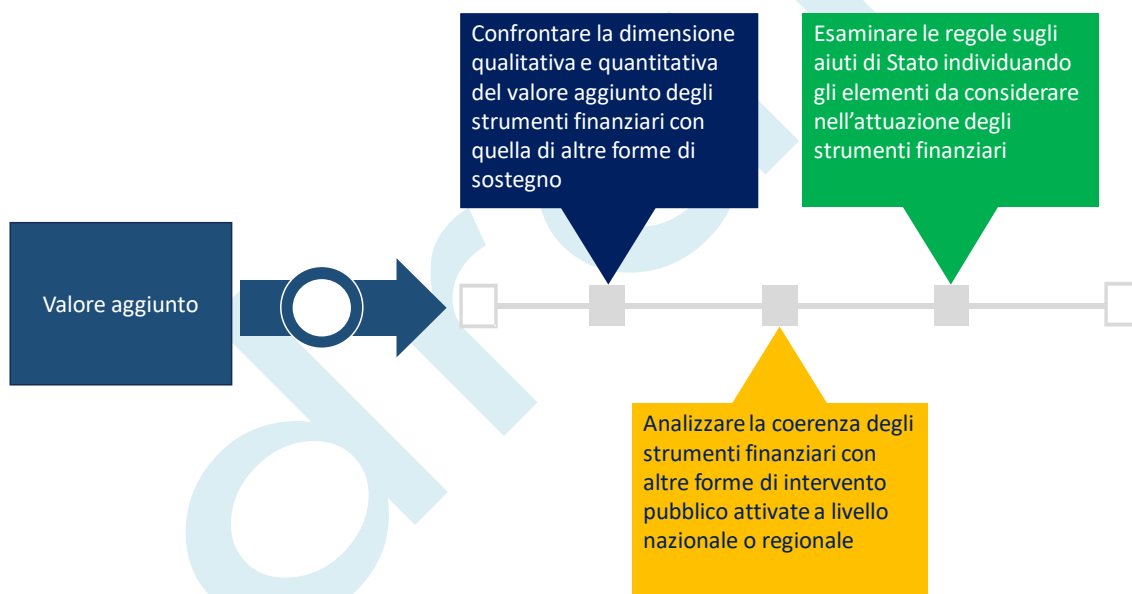 Confrontare la dimensione
qualitativa e quantitativa
del valore aggiunto degli
strumenti finanziari con
quella di altre forme di
sostegno
Esaminare le regole sugli
aiuti di Stato individuando
gli elementi da considerare
nell'attuazione degli
strumenti finanziari
Valore aggiunto
Analizzare la coerenza degli
strumenti finanziari con
altre forme di intervento
pubblico attivate a livello
nazionale o regionale